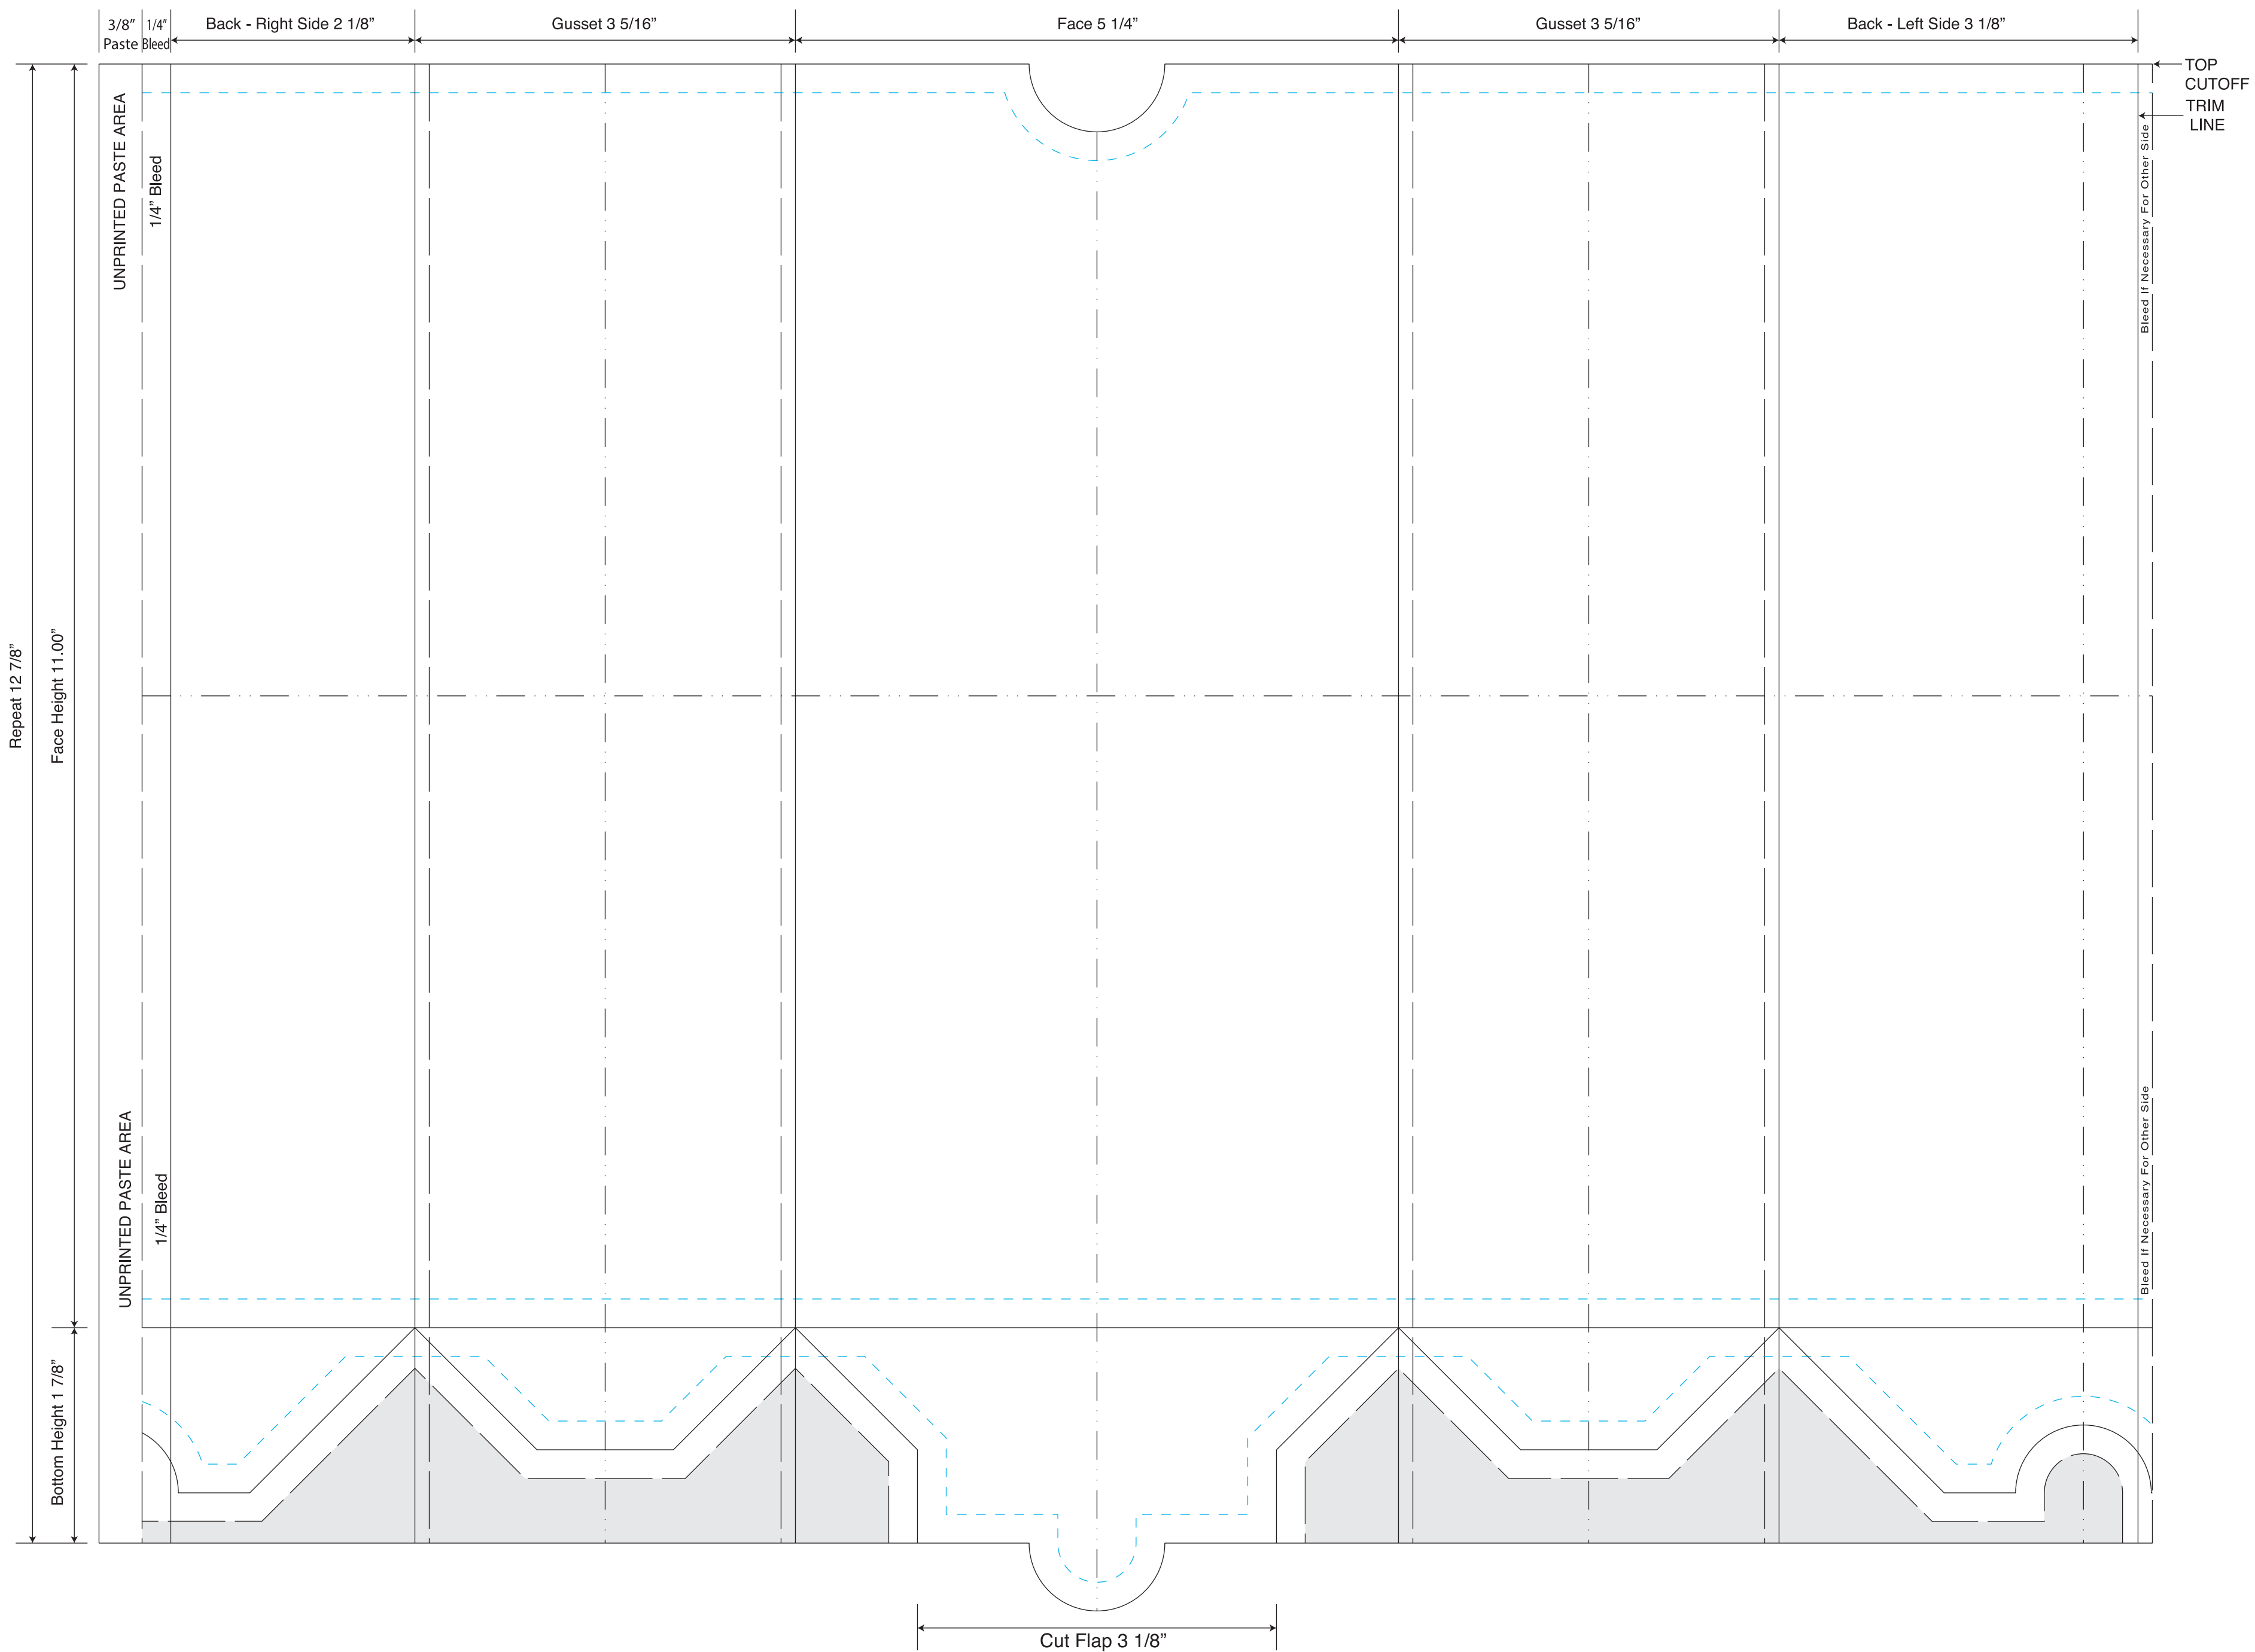 3/8” 1/4” Back - Right Side 2 1/8” Gusset 3 5/16” Face 5 1/4” Gusset 3 5/16” Back - Left Side 3 1/8”
Paste Bleed
TOP
CUTOFF
TRIM
LINE
UNPRINTED PASTE AREA
1/4” Bleed
Bleed If Necessary For Other Side
Repeat 12 7/8”
Face Height 11.00”
UNPRINTED PASTE AREA
1/4” Bleed
Bleed If Necessary For Other Side
Bottom Height 1 7/8”
Cut Flap 3 1/8”